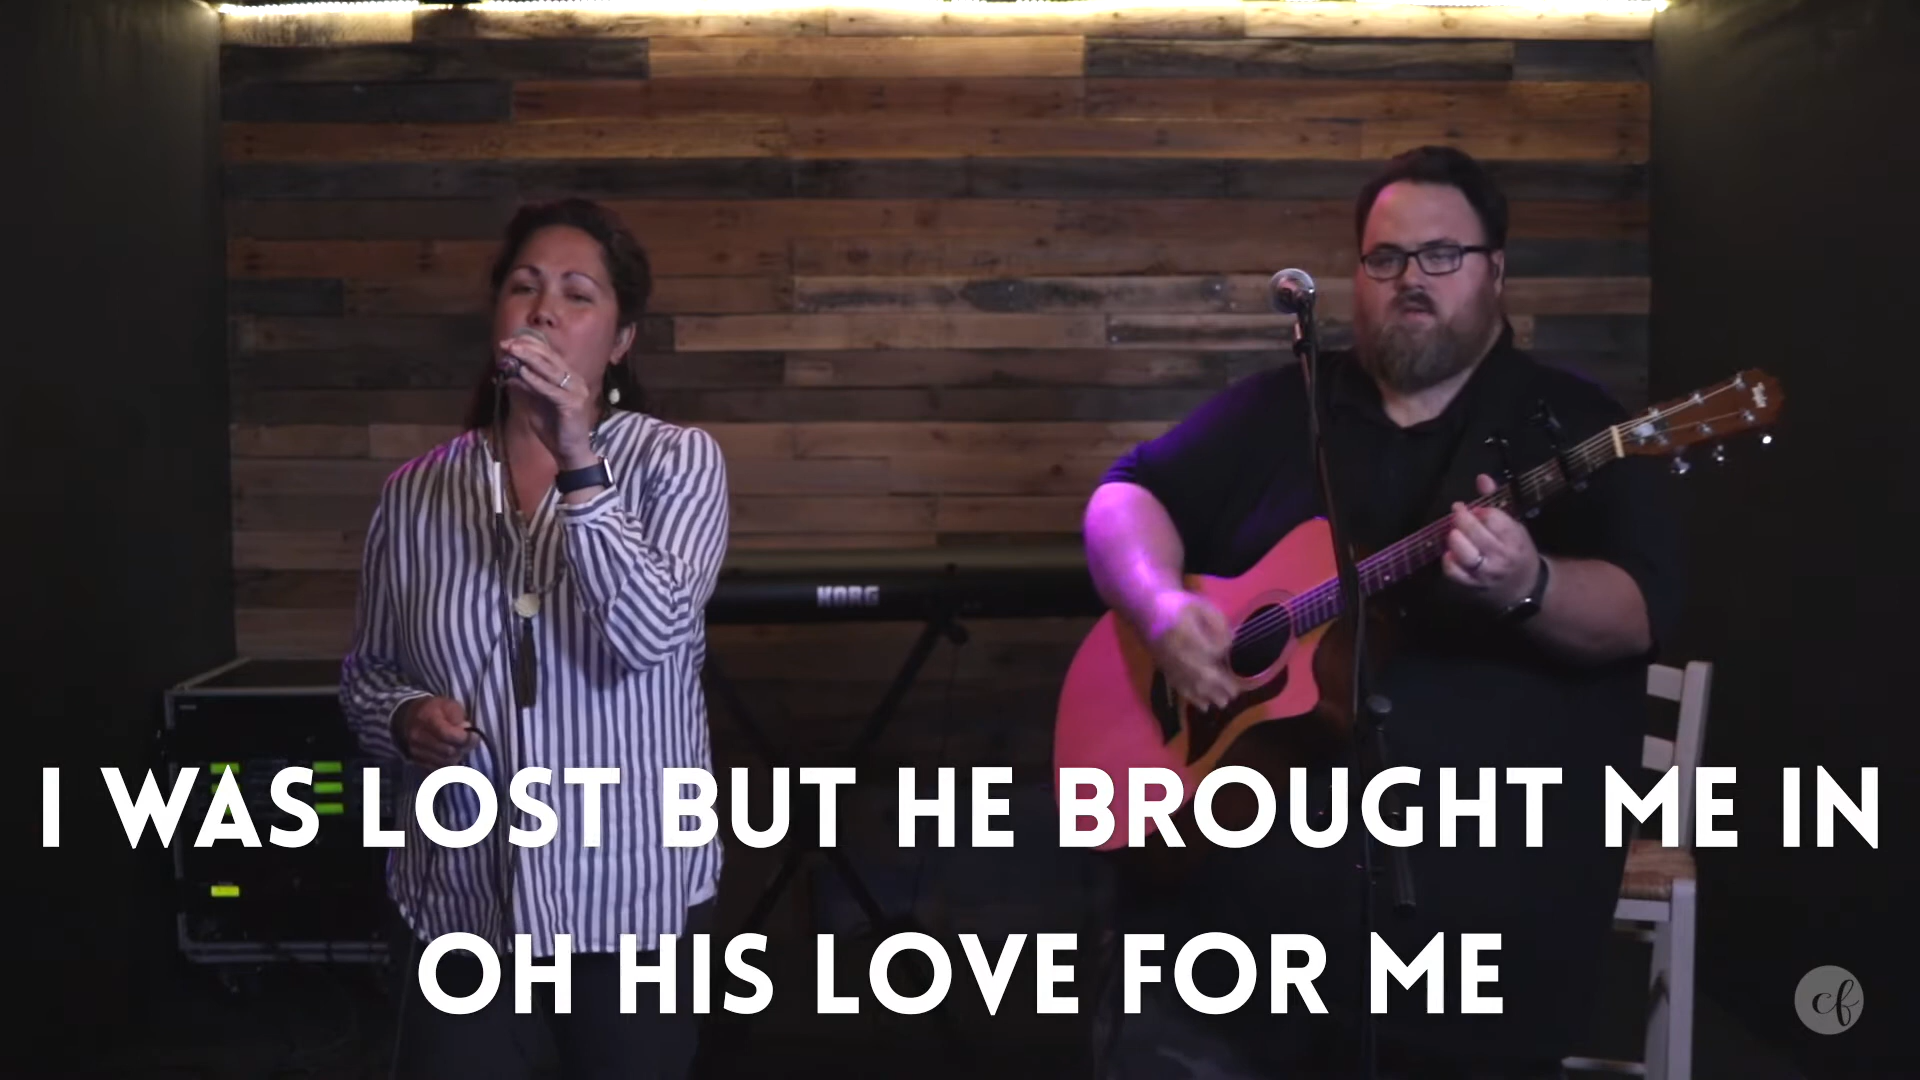 KORG
I WAS LOST BUT HE BROUGHT ME IN
OH HIS LOVE FOR ME
cf